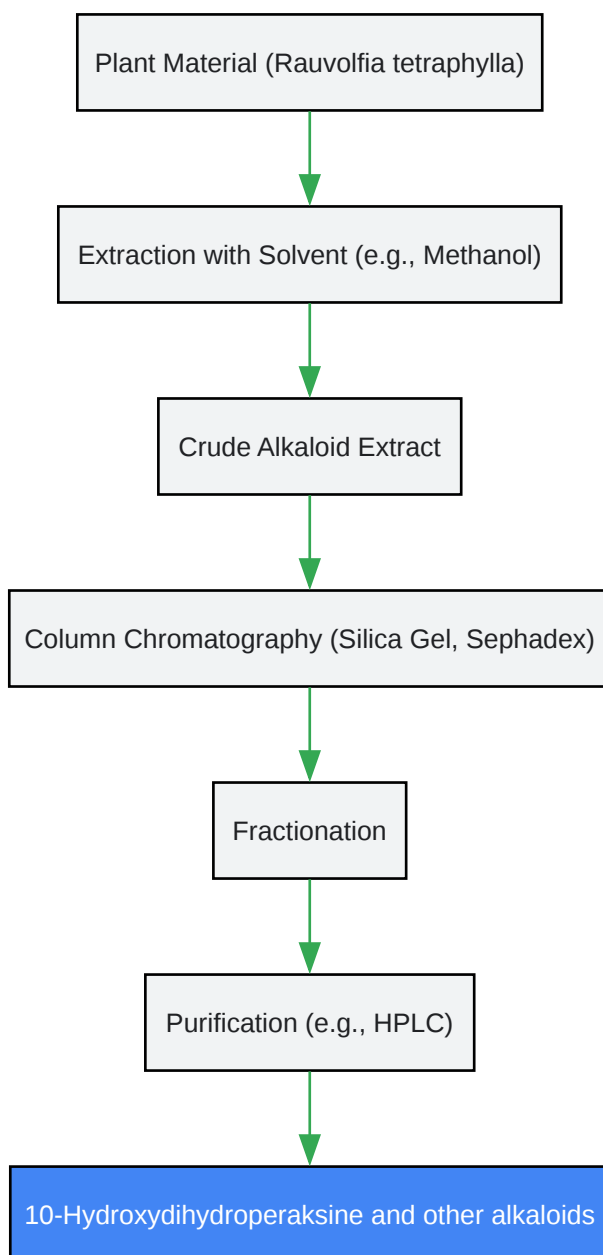 Plant Material (Rauvolfia tetraphylla)
Extraction with Solvent (e.g., Methanol)
Crude Alkaloid Extract
Column Chromatography (Silica Gel, Sephadex)
Fractionation
Purification (e.g., HPLC)
10-Hydroxydihydroperaksine and other alkaloids